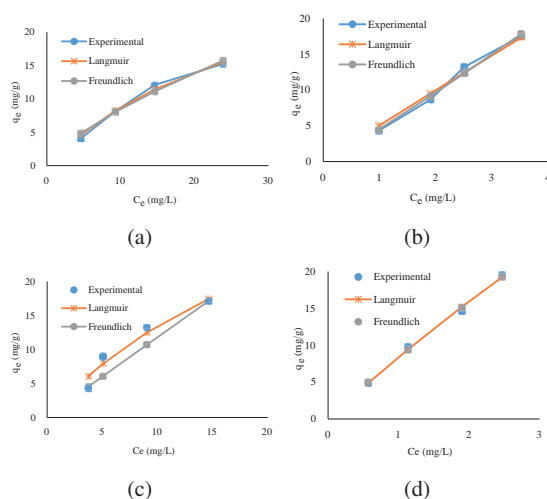 20
15
10
5
0
q_e (mg/g)
Experimental
Langmuir
Freundlich
0 10 20 30
C_e (mg/L)
(a)
20
15
10
5
0
q_e (mg/g)
Experimental
Langmuir
Freundlich
0 1 2 3 4
C_e (mg/L)
(b)
20
15
10
5
0
q_e (mg/g)
Experimental
Langmuir
Freundlich
0 5 10 15 20
Ce (mg/L)
(c)
20
15
10
5
0
q_e (mg/g)
Experimental
Langmuir
Freundlich
0 1 2 3
Ce (mg/L)
(d)